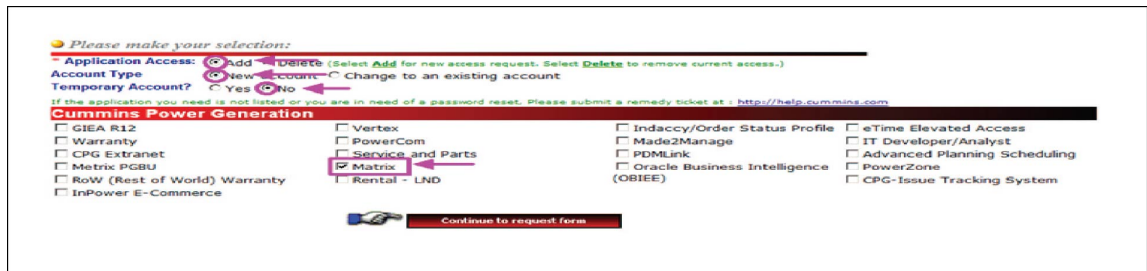 Please make your selection:
* Application Access: Add Delete (Select Add for new access request. Select Delete to remove current access.)
Account Type New Account Change to an existing account
Temporary Account? Yes No
If the application you need is not listed or you are in need of a password reset, Please submit a remedy ticket at : http://help.cummins.com
Cummins Power Generation
GIEA R12 Vertex Indaccy/Order Status Profile eTime Elevated Access
Warranty PowerCom Made2Manage IT Developer/Analyst
CPG Extranet Service and Parts PDMLink Advanced Planning Scheduling
Metrix PGBU Matrix Oracle Business Intelligence PowerZone
RoW (Rest of World) Warranty Rental - LND (OBIEE) CPG-Issue Tracking System
InPower E-Commerce
Continue to request form